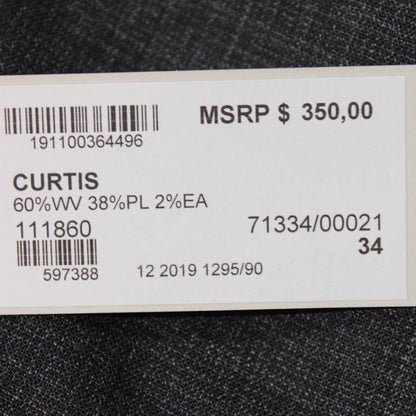 MSRP $ 350,00
191100364496
CURTIS
60%WV 38%PL 2%EA
111860
71334/00021
34
597388
12 2019 1295/90